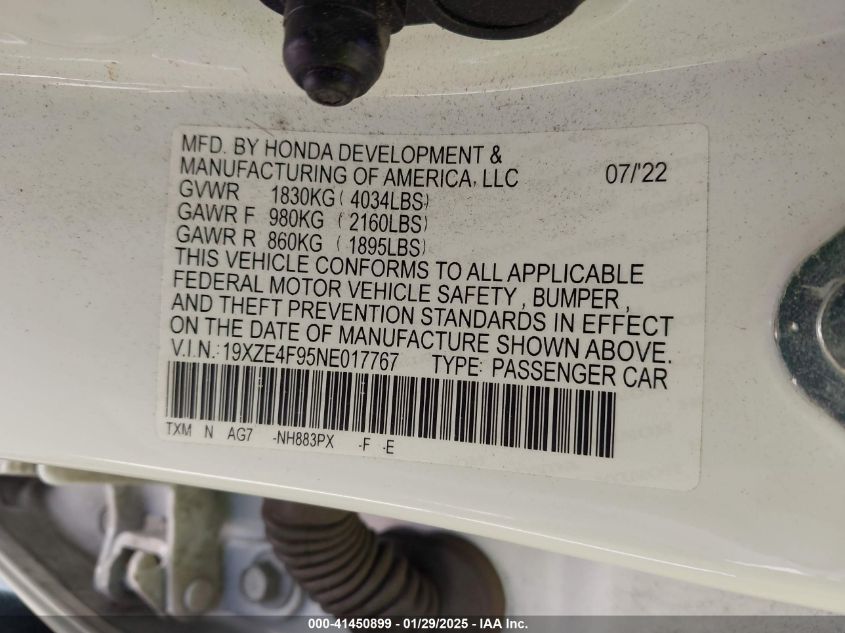 MFD. BY HONDA DEVELOPMENT &
MANUFACTURING OF AMERICA, LLC 07/'22
GVWR 1830KG ( 4034LBS)
GAWR F 980KG ( 2160LBS)
GAWR R 860KG ( 1895LBS)
THIS VEHICLE CONFORMS TO ALL APPLICABLE
FEDERAL MOTOR VEHICLE SAFETY , BUMPER ,
AND THEFT PREVENTION STANDARDS IN EFFECT
ON THE DATE OF MANUFACTURE SHOWN ABOVE.
V.I.N.: 19XZE4F95NE017767 TYPE: PASSENGER CAR
TXM N AG7 -NH883PX -F -E
000-41450899 - 01/29/2025 - IAA Inc.